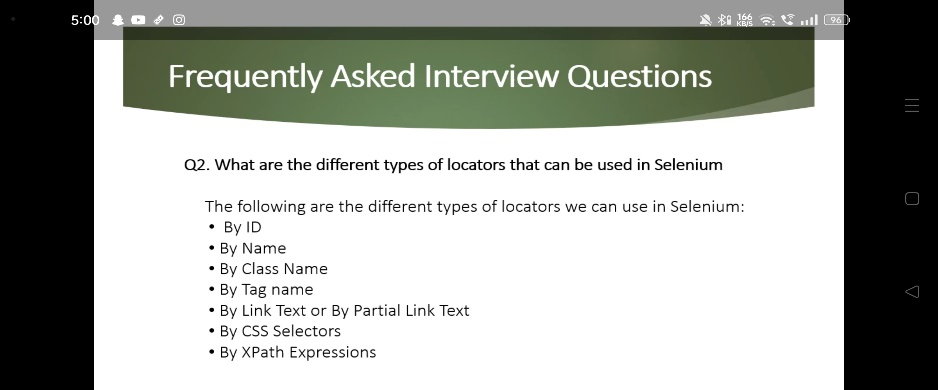 5:00 166 KB/S 96
Frequently Asked Interview Questions
Q2. What are the different types of locators that can be used in Selenium
The following are the different types of locators we can use in Selenium:
• By ID
• By Name
• By Class Name
• By Tag name
• By Link Text or By Partial Link Text
• By CSS Selectors
• By XPath Expressions